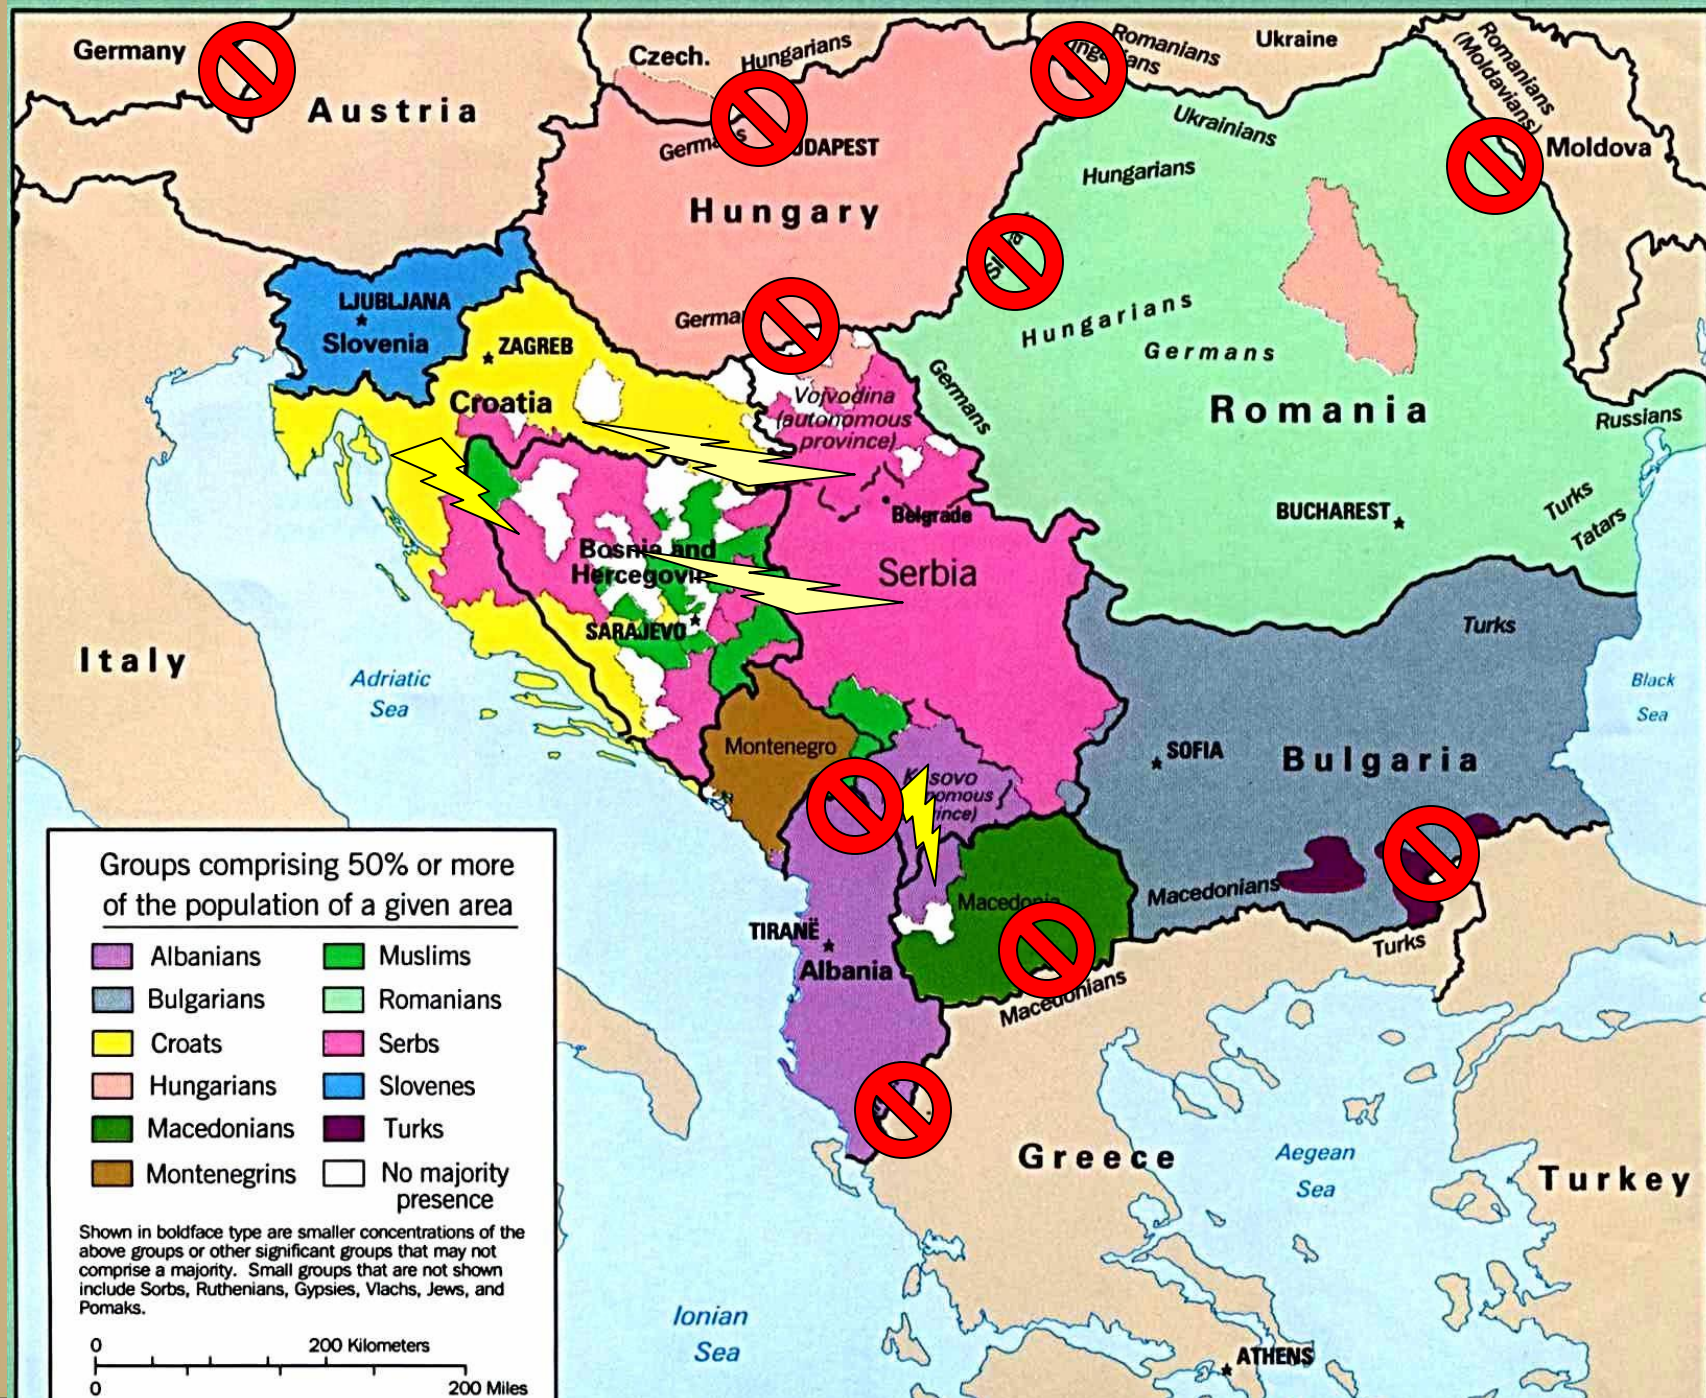 Germany
Austria
Czech.
Hungarians
Romanians
Ukraine
Romanians
(Moldavians)
Moldova
Ukrainians
Hungarians
Hungary
LJUBLJANA
Slovenia
ZAGREB
Croatia
Hungarians
Germans
Germans
Romania
Russians
Vojvodina
(autonomous
province)
Belgrade
BUCHAREST
Turks
Tatars
Bosnia and
Serbia
SARAJEVO
Italy
Adriatic
Sea
Turks
Black
Sea
Montenegro
SOFIA
Bulgaria
Macedonians
Turks
TIRANË
Albania
Macedonians
Greece
Aegean
Sea
Turkey
Ionian
Sea
ATHENS
Groups comprising 50% or more
of the population of a given area
Albanians
Bulgarians
Croats
Hungarians
Macedonians
Montenegrins
Muslims
Romanians
Serbs
Slovenes
Turks
No majority
presence
Shown in boldface type are smaller concentrations of the
above groups or other significant groups that may not
comprise a majority. Small groups that are not shown
include Sorbs, Ruthenians, Gypsies, Vlachs, Jews, and
Pomaks.
0 200 Kilometers
0 200 Miles